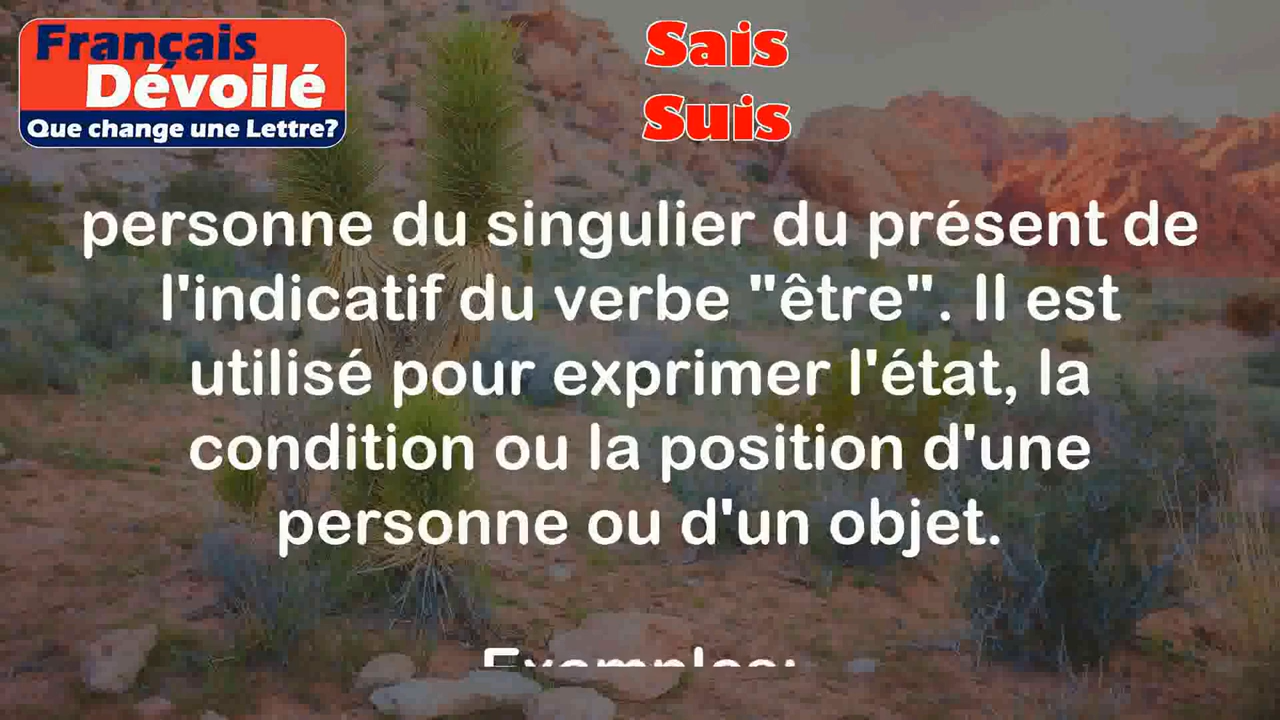 Français
Dévoilé
Que change une Lettre?
Sais
Suis
personne du singulier du présent de
l'indicatif du verbe "être". Il est
utilisé pour exprimer l'état, la
condition ou la position d'une
personne ou d'un objet.
Exemples: